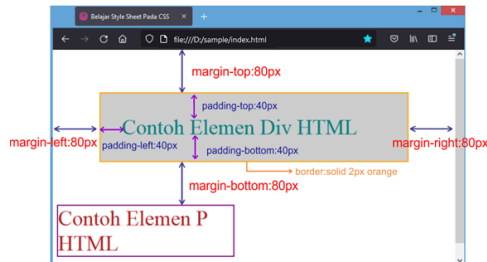 Belajar Style Sheet Pada CSS
file:///D:/sample/index.html
margin-top:80px
padding-top:40px
Contoh Elemen Div HTML
margin-left:80px
padding-left:40px
padding-bottom:40px
margin-right:80px
border:solid 2px orange
margin-bottom:80px
Contoh Elemen P
HTML